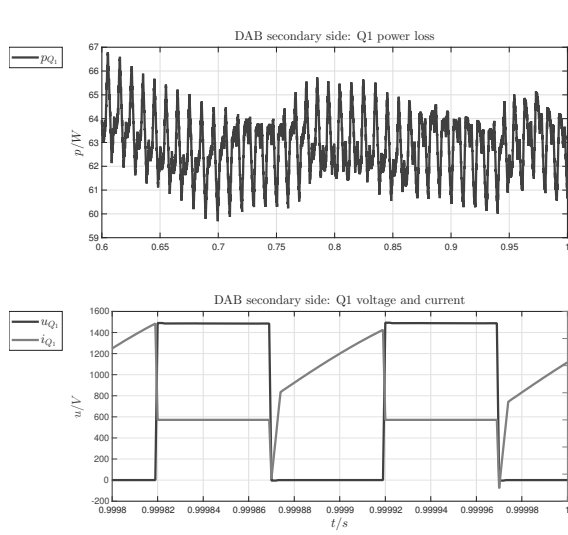 DAB secondary side: Q1 power loss
p_{Q_1}
p/W
67
66
65
64
63
62
61
60
59
0.6 0.65 0.7 0.75 0.8 0.85 0.9 0.95 1
DAB secondary side: Q1 voltage and current
u_{Q_1}
i_{Q_1}
u/V
1600
1400
1200
1000
800
600
400
200
0
-200
0.9998 0.99982 0.99984 0.99986 0.99988 0.9999 0.99992 0.99994 0.99996 0.99998 1
t/s